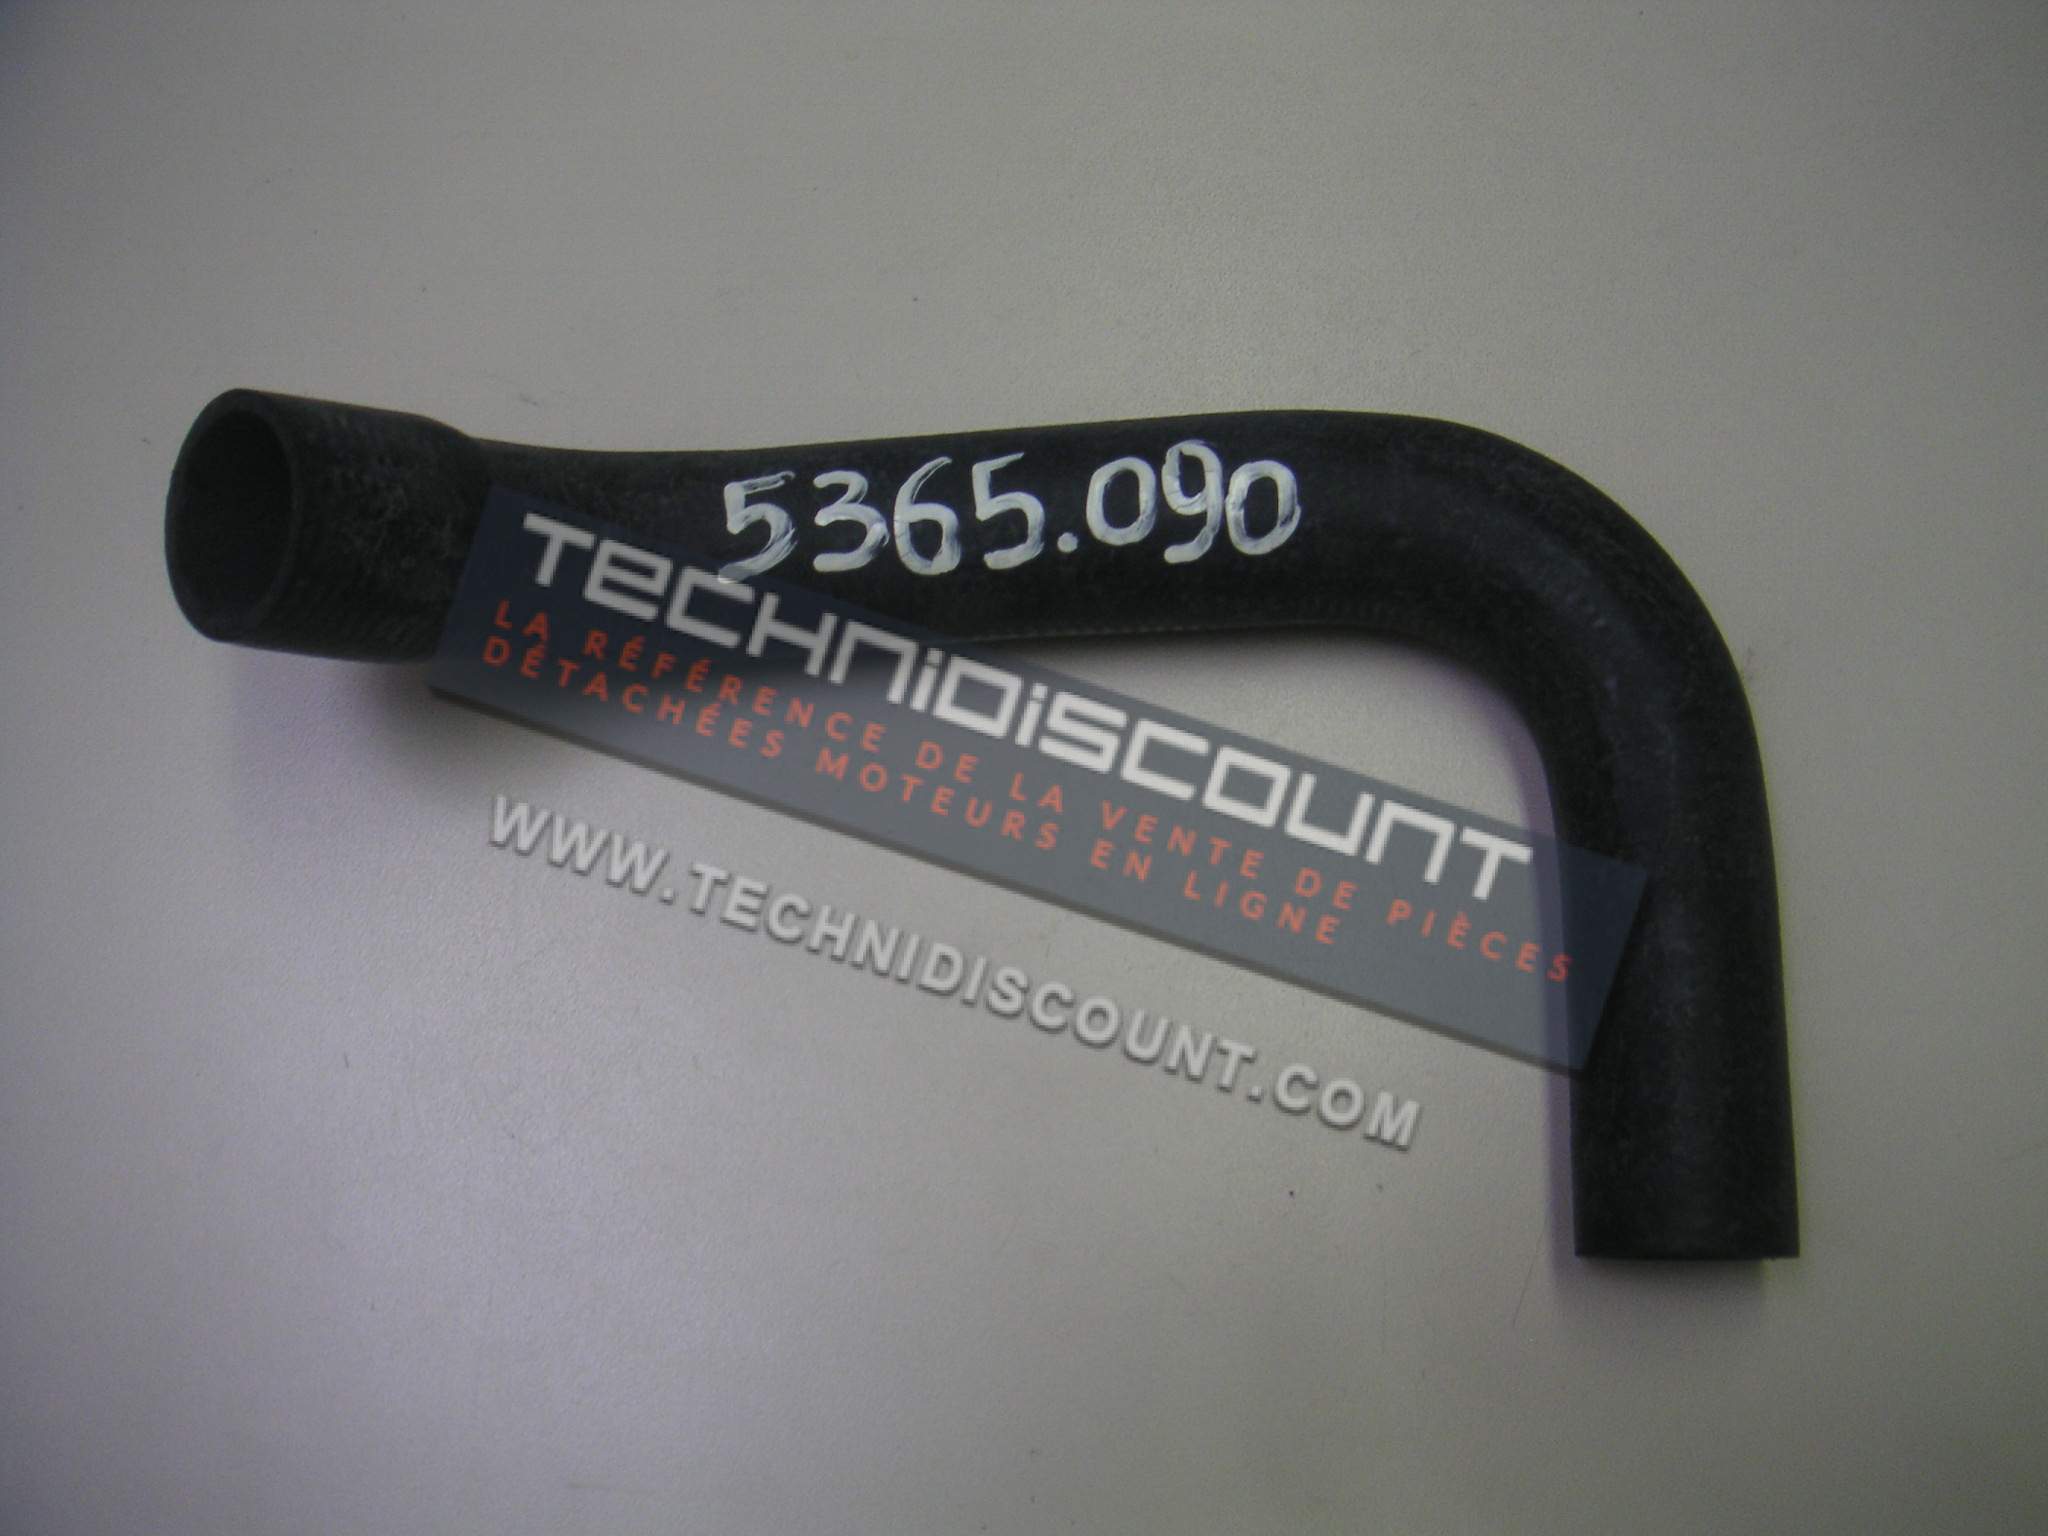 5365.090
TECHNIDISCOUNT
LA RÉFÉRENCE DE LA VENTE DE PIÈCES
DÉTACHÉES MOTEURS EN LIGNE
WWW.TECHNIDISCOUNT.COM